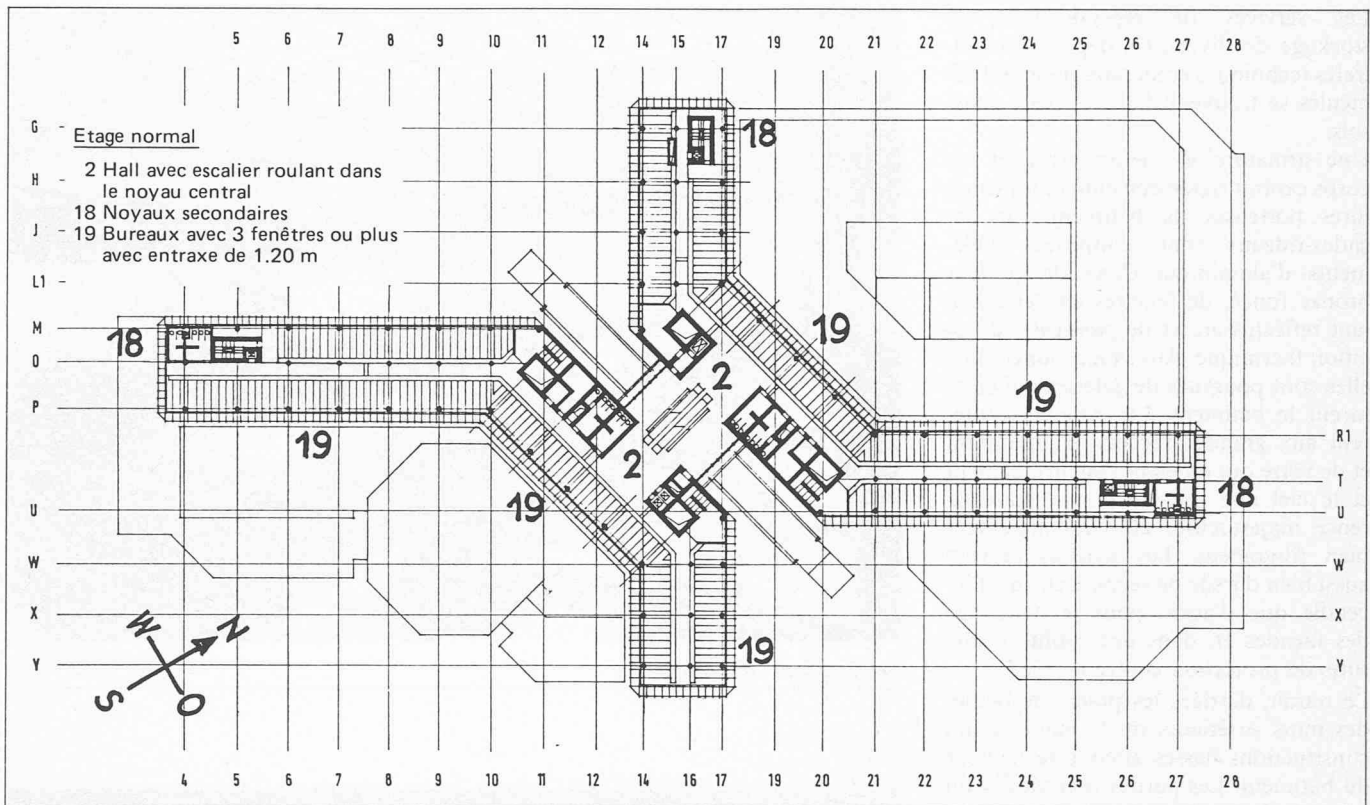 5 6 7 8 9 10 11 12 14 15 17 19 20 21 22 23 24 25 26 27 28
G
18
Etage normal
2 Hall avec escalier roulant dans
le noyau central
18 Noyaux secondaires
19 Bureaux avec 3 fenêtres ou plus
avec entraxe de 1.20 m
H
J
L1
M
18
19
O
2
19
P
19
2
R1
19
T
18
U
U
W
W
X
X
19
Y
Y
W
N
S
O
4 5 6 7 8 9 10 11 12 14 16 17 19 20 21 22 23 24 25 26 27 28